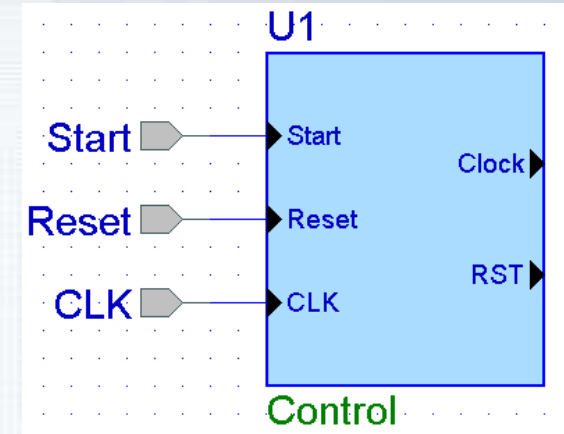 U1
Start
Start
Clock
Reset
Reset
RST
CLK
CLK
Control